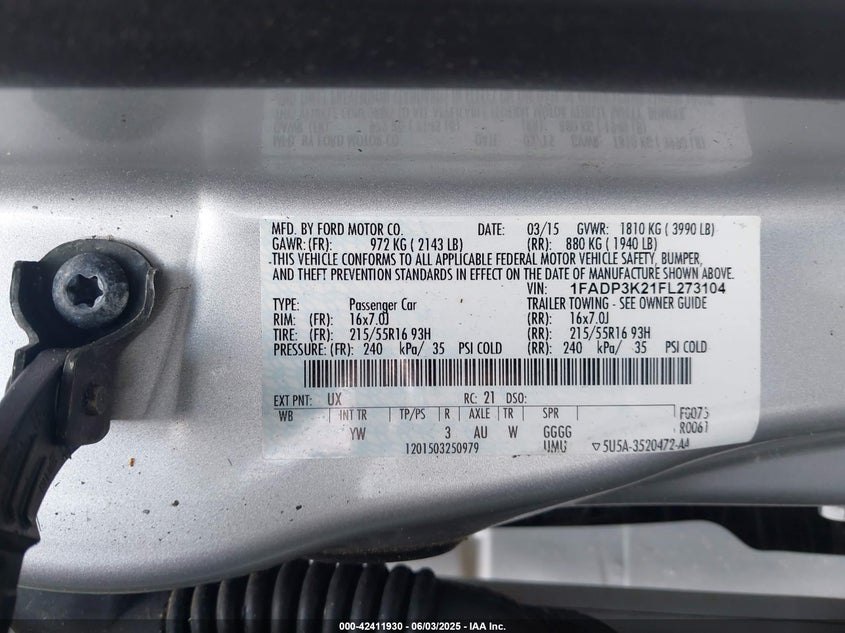 MFD. BY FORD MOTOR CO. DATE: 03/15 GVWR: 1810 KG ( 3990 LB)
GAWR: (FR): 972 KG ( 2143 LB) (RR): 880 KG ( 1940 LB)
THIS VEHICLE CONFORMS TO ALL APPLICABLE FEDERAL MOTOR VEHICLE SAFETY, BUMPER,
AND THEFT PREVENTION STANDARDS IN EFFECT ON THE DATE OF MANUFACTURE SHOWN ABOVE.
VIN: 1FADP3K21FL273104
TYPE: Passenger Car TRAILER TOWING - SEE OWNER GUIDE
RIM: (FR): 16x7.0J (RR): 16x7.0J
TIRE: (FR): 215/55R16 93H (RR): 215/55R16 93H
PRESSURE: (FR): 240 kPa/ 35 PSI COLD (RR): 240 kPa/ 35 PSI COLD
EXT PNT: UX RC: 21 DSO:
WB INT TR TP/PS R AXLE TR SPR F0073
YW 3 AU W GGGG R0061
1201503250979 UMU ▽5U5A-3520472-AA
000-42411930 - 06/03/2025 - IAA Inc.